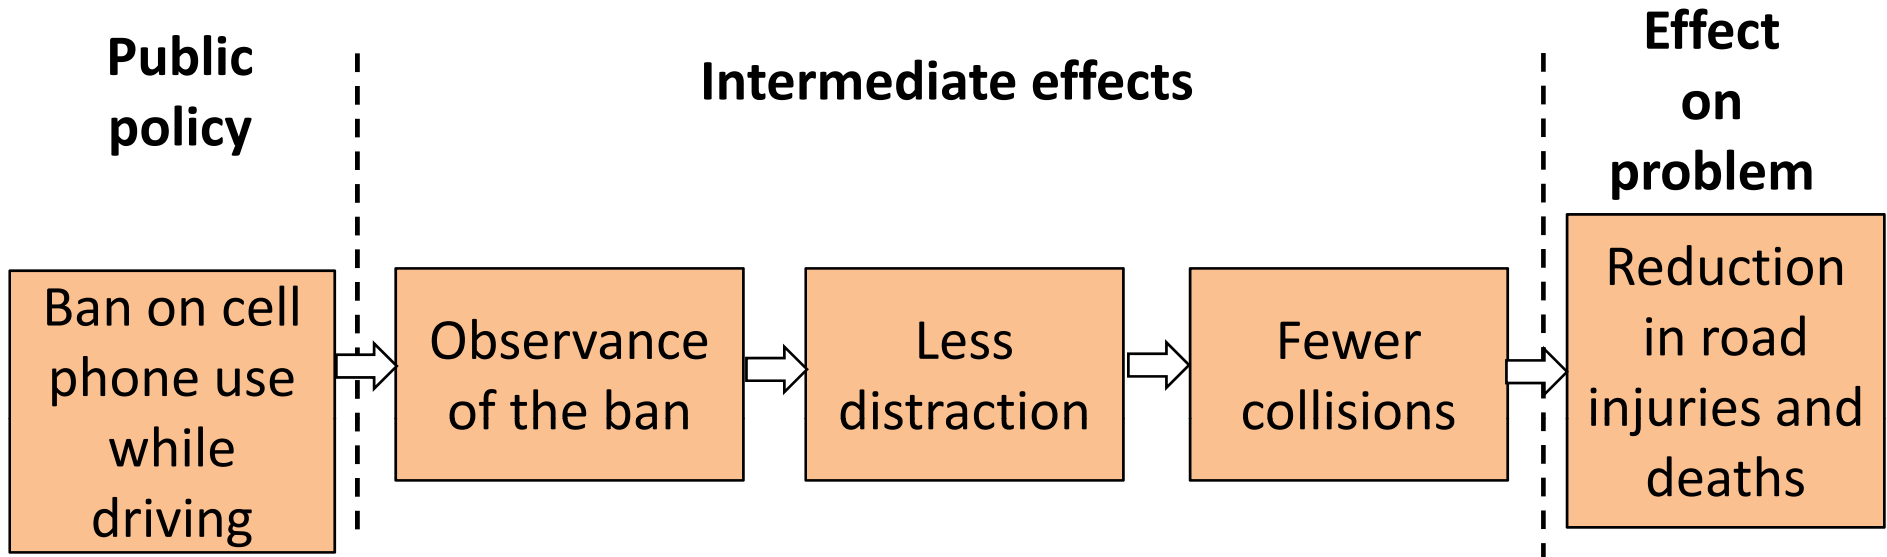 Public
policy
Intermediate effects
Effect
on
problem
Ban on cell
phone use
while
driving
Observance
of the ban
Less
distraction
Fewer
collisions
Reduction
in road
injuries and
deaths